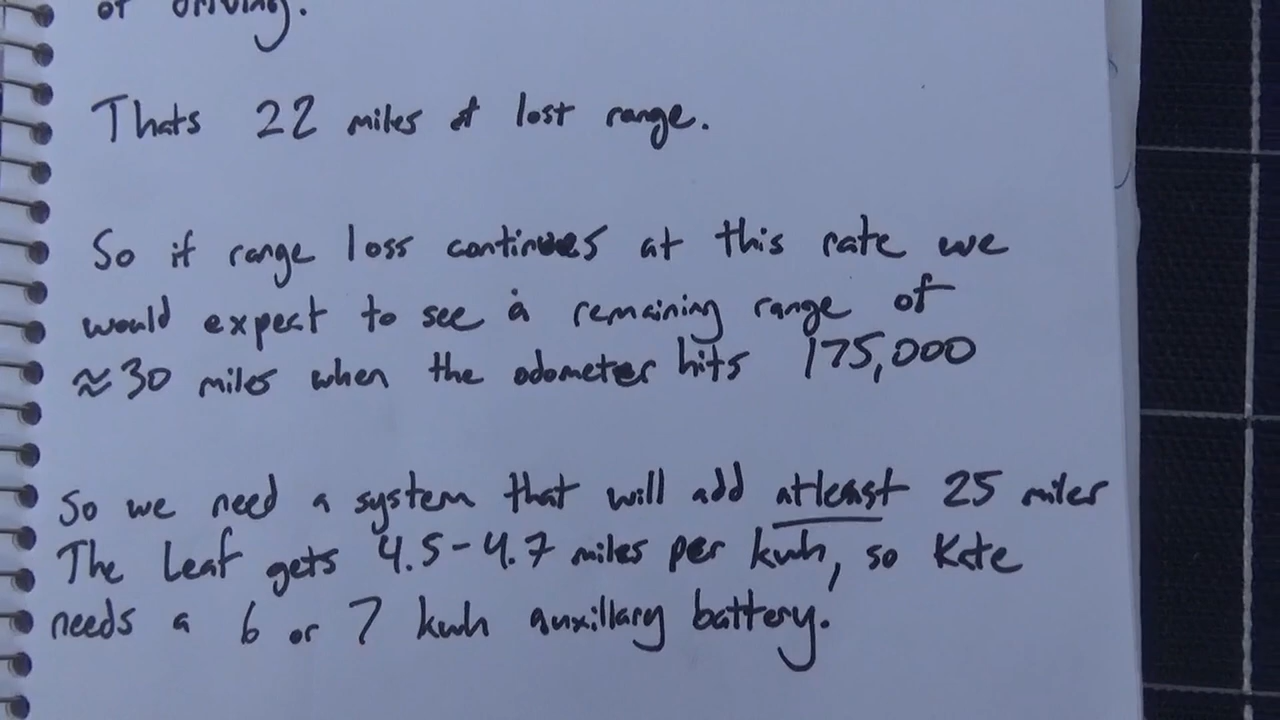 of driving.
Thats 22 miles of lost range.
So if range loss continues at this rate we
would expect to see a remaining range of
≈30 miles when the odometer hits 175,000
So we need a system that will add atleast 25 miles
The Leaf gets 4.5-4.7 miles per kwh, so Kate
needs a 6 or 7 kwh auxillary battery.